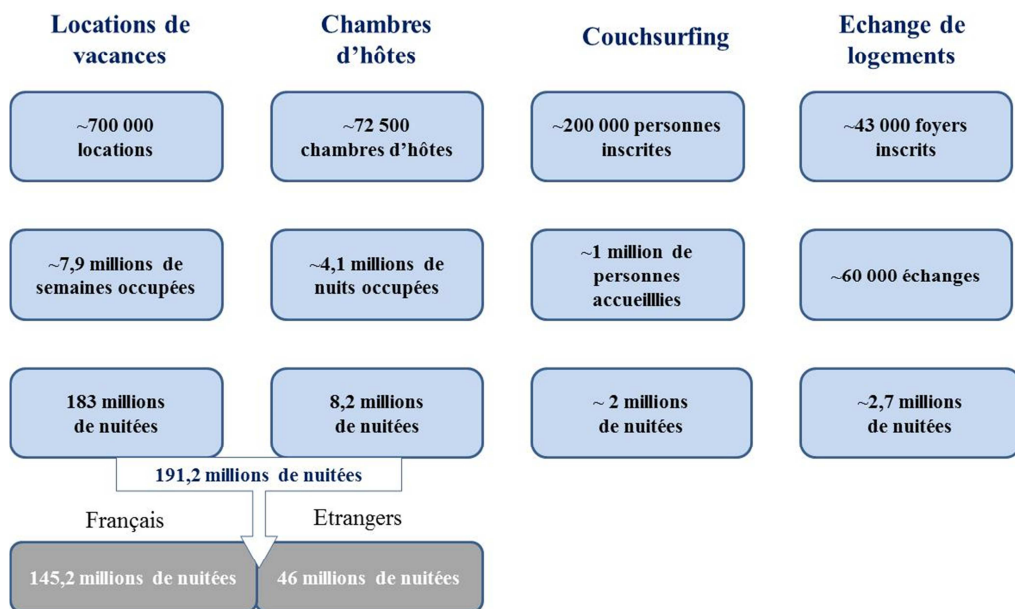 Locations de
vacances
Chambres
d'hôtes
Couchsurfing
Echange de
logements
~700 000
locations
~72 500
chambres d'hôtes
~200 000 personnes
inscrites
~43 000 foyers
inscrits
~7,9 millions de
semaines occupées
~4,1 millions de
nuits occupées
~1 million de
personnes
accueilllies
~60 000 échanges
183 millions
de nuitées
8,2 millions
de nuitées
~ 2 millions
de nuitées
~2,7 millions
de nuitées
191,2 millions de nuitées
Français
Etrangers
145,2 millions de nuitées
46 millions de nuitées